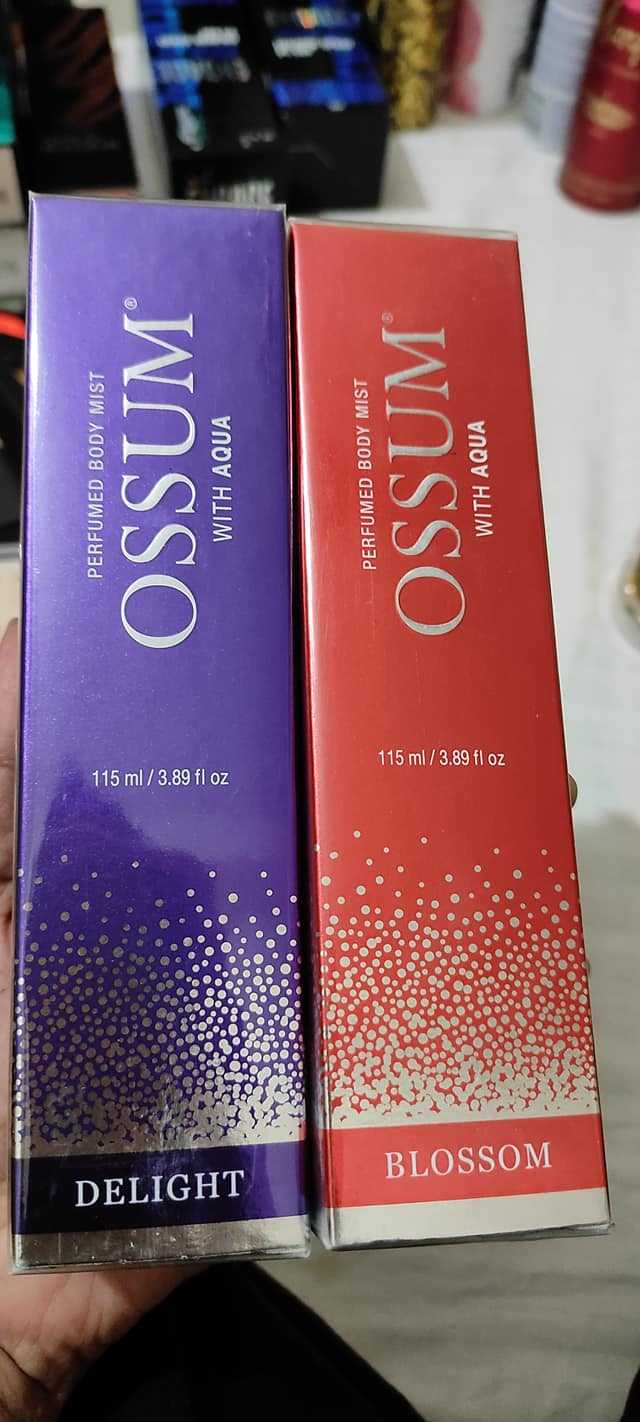 PERFUMED BODY MIST
OSSUM®
WITH AQUA
115 ml / 3.89 fl oz
DELIGHT
PERFUMED BODY MIST
OSSUM®
WITH AQUA
115 ml / 3.89 fl oz
BLOSSOM